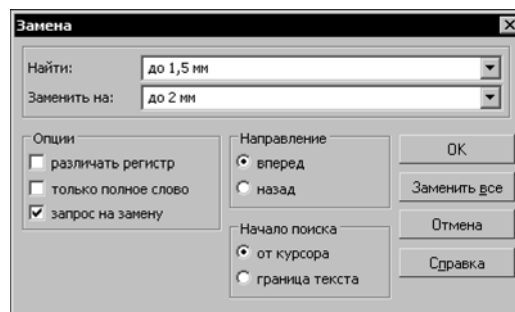 Замена
Найти: до 1,5 мм
Заменить на: до 2 мм
Опции
различать регистр
только полное слово
запрос на замену
Направление
вперед
назад
Начало поиска
от курсора
граница текста
OK
Заменить все
Отмена
Справка